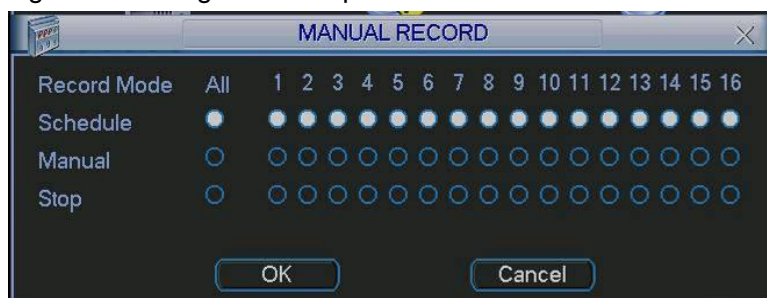 MANUAL RECORD
Record Mode All 1 2 3 4 5 6 7 8 9 10 11 12 13 14 15 16
Schedule
Manual
Stop
OK Cancel